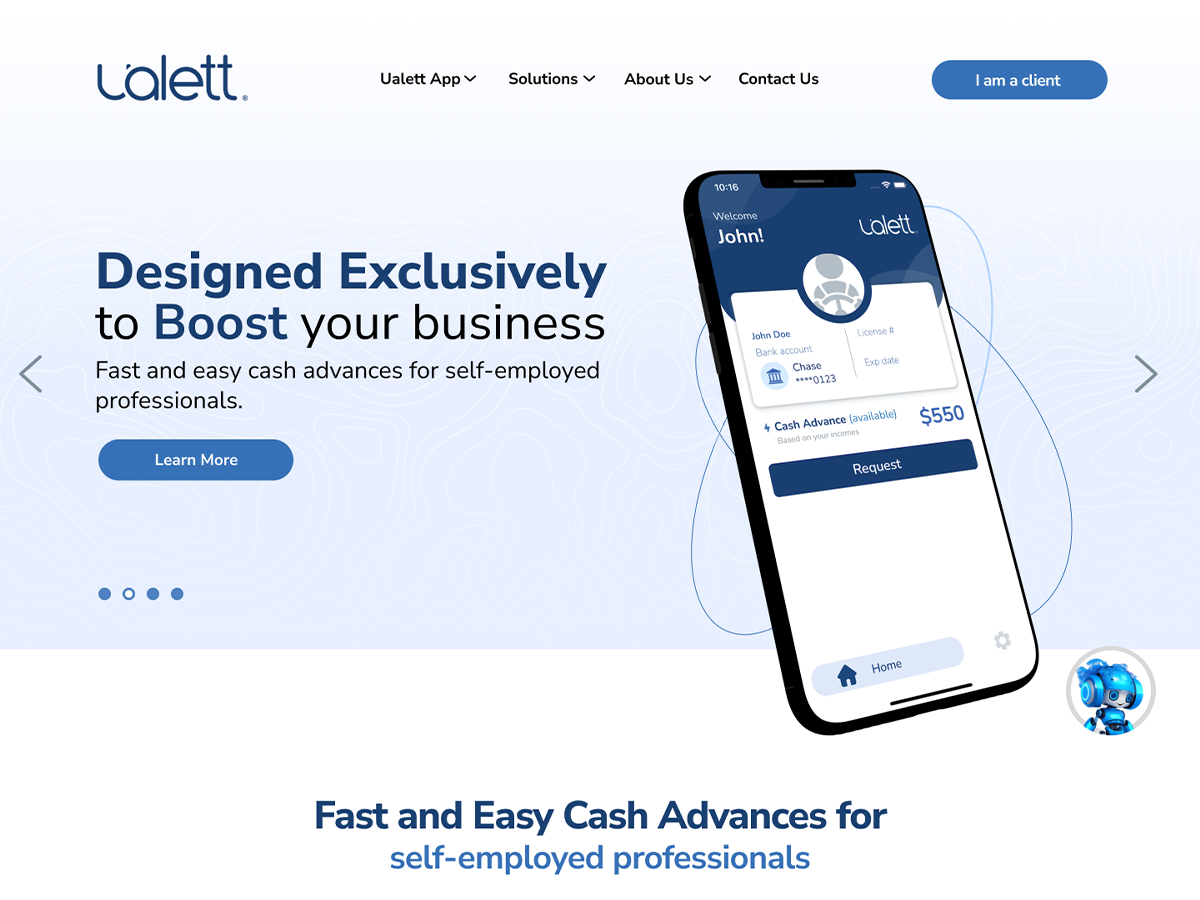 Ualett®
Ualett App
Solutions
About Us
Contact Us
I am a client
Designed Exclusively
to Boost your business
Fast and easy cash advances for self-employed
professionals.
Learn More
10:16
Welcome
John!
Ualett
John Doe
License #
Bank account
Exp date
Chase
****0123
Cash Advance (available)
$550
Based on your incomes
Request
Home
Fast and Easy Cash Advances for
self-employed professionals